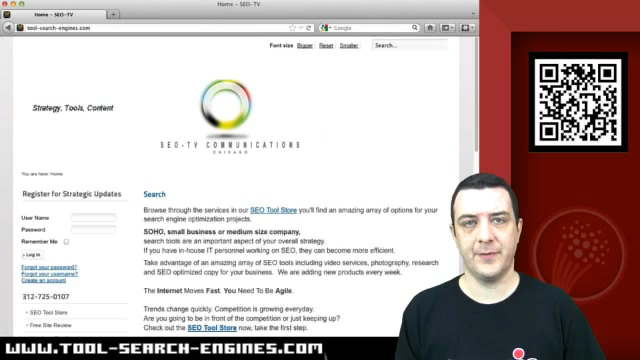 Home - SEO-TV
Home – SEO-TV
tool-search-engines.com
Google
Font size Bigger Reset Smaller
Search...
Strategy, Tools, Content
SEO-TV COMMUNICATIONS
CHICAGO
You are here: Home
Register for Strategic Updates
User Name
Password
Remember Me
Log in
Forgot your password?
Forgot your username?
Create an account
312-725-0107
SEO Tool Store
Free Site Review
Search
Browse through the services in our SEO Tool Store you'll find an amazing array of options for your
search engine optimization projects.
SOHO, small business or medium size company,
search tools are an important aspect of your overall strategy.
If you have in-house IT personnel working on SEO, they can become more efficient.
Take advantage of an amazing array of SEO tools including video services, photography, research
and SEO optimized copy for your business. We are adding new products every week.
The Internet Moves Fast. You Need To Be Agile.
Trends change quickly. Competition is growing everyday.
Are you going to be in front of the competition or just keeping up?
Check out the SEO Tool Store now, take the first step.
WWW.TOOL-SEARCH-ENGINES.COM